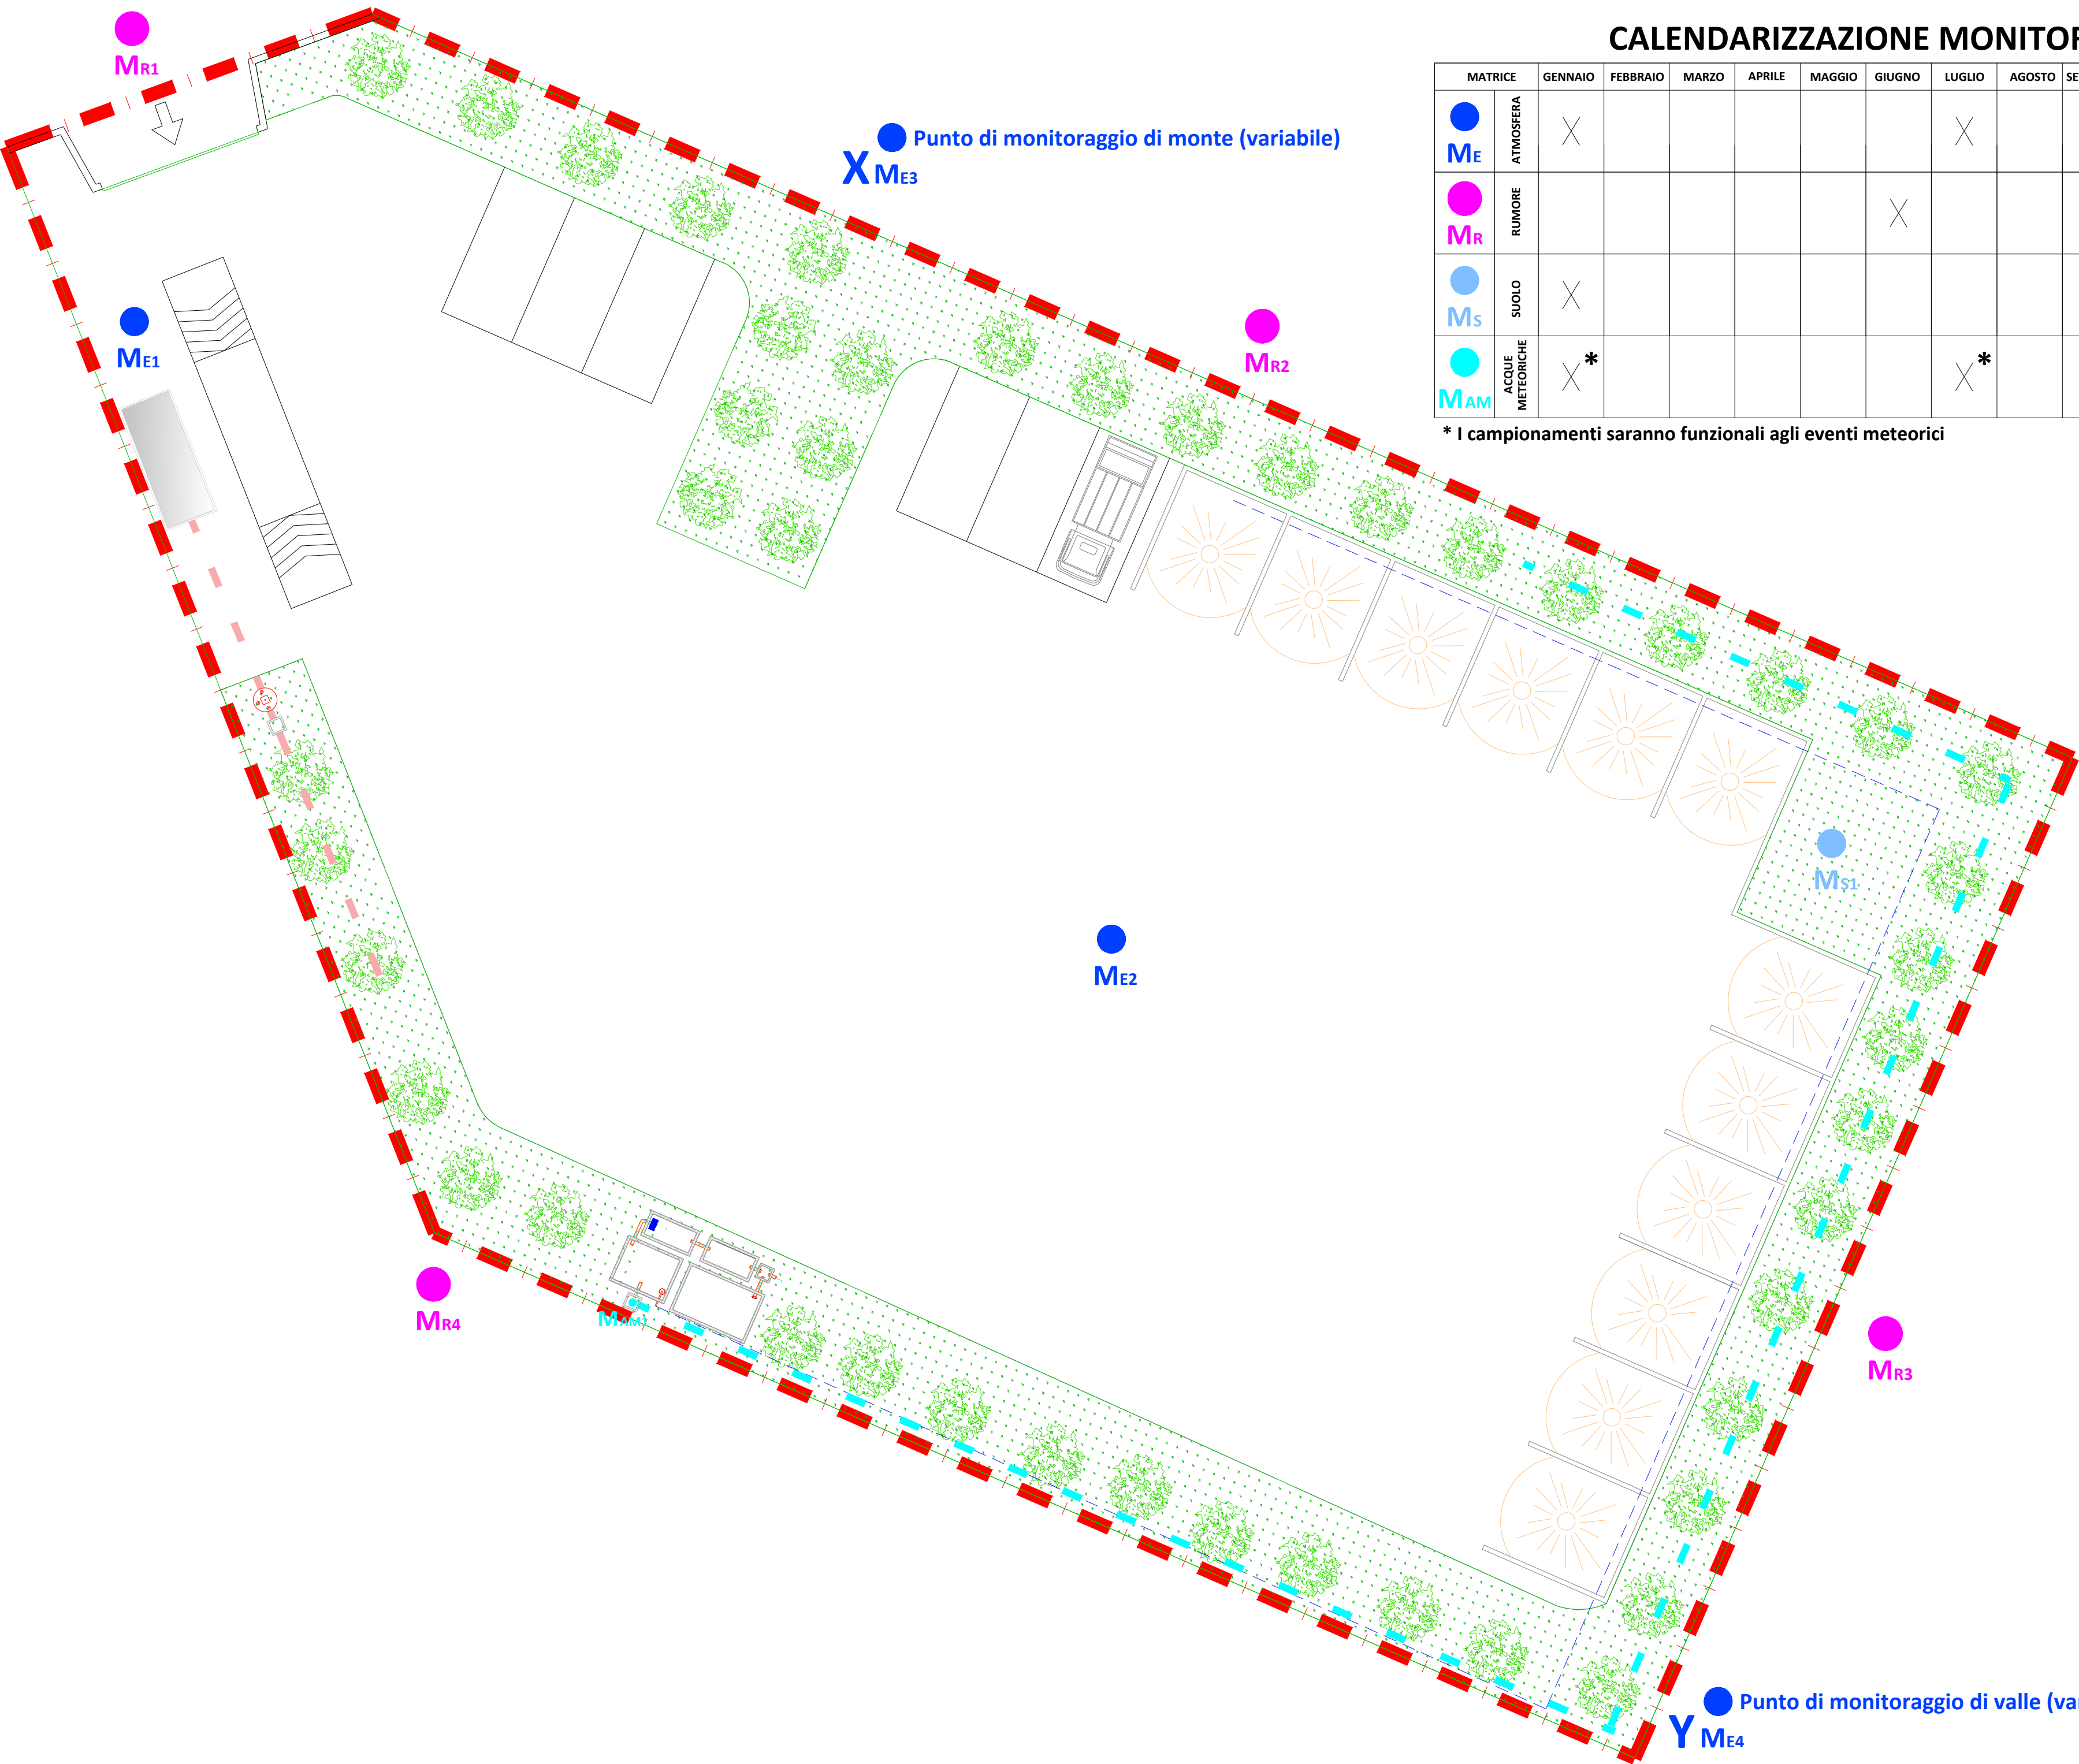 CALENDARIZZAZIONE MONITOR
MATRICE GENNAIO FEBBRAIO MARZO APRILE MAGGIO GIUGNO LUGLIO AGOSTO SE
ME ATMOSFERA X X
MR RUMORE X
MS SUOLO X
MAM ACQUE METEORICHE X * X *
* I campionamenti saranno funzionali agli eventi meteorici
MR1
Punto di monitoraggio di monte (variabile)
X ME3
ME1
MR2
MS1
ME2
MR4
MAM1
MR3
Punto di monitoraggio di valle (va
Y ME4